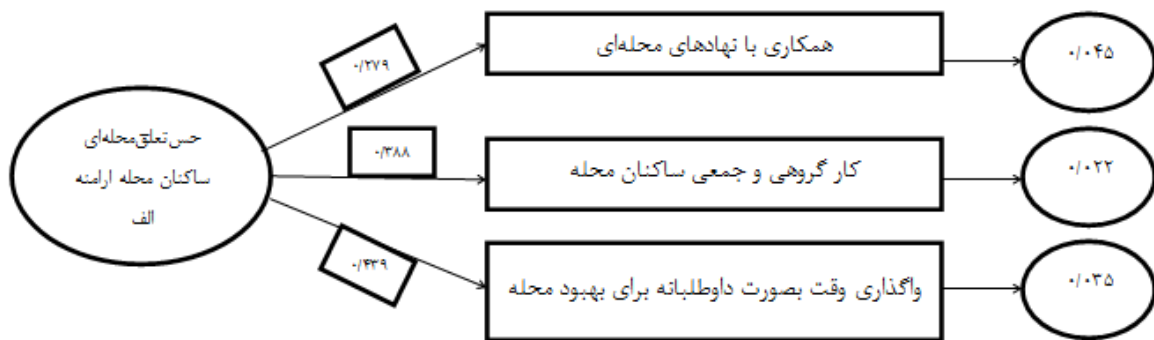 همکاری با نهادهای محله‌ای
۰/۰۴۵
۰/۲۷۹
حس‌تعلق‌محله‌ای
ساکنان محله ارامنه
الف
۰/۳۸۸
کار گروهی و جمعی ساکنان محله
۰/۰۲۲
۰/۴۳۹
واگذاری وقت بصورت داوطلبانه برای بهبود محله
۰/۰۳۵